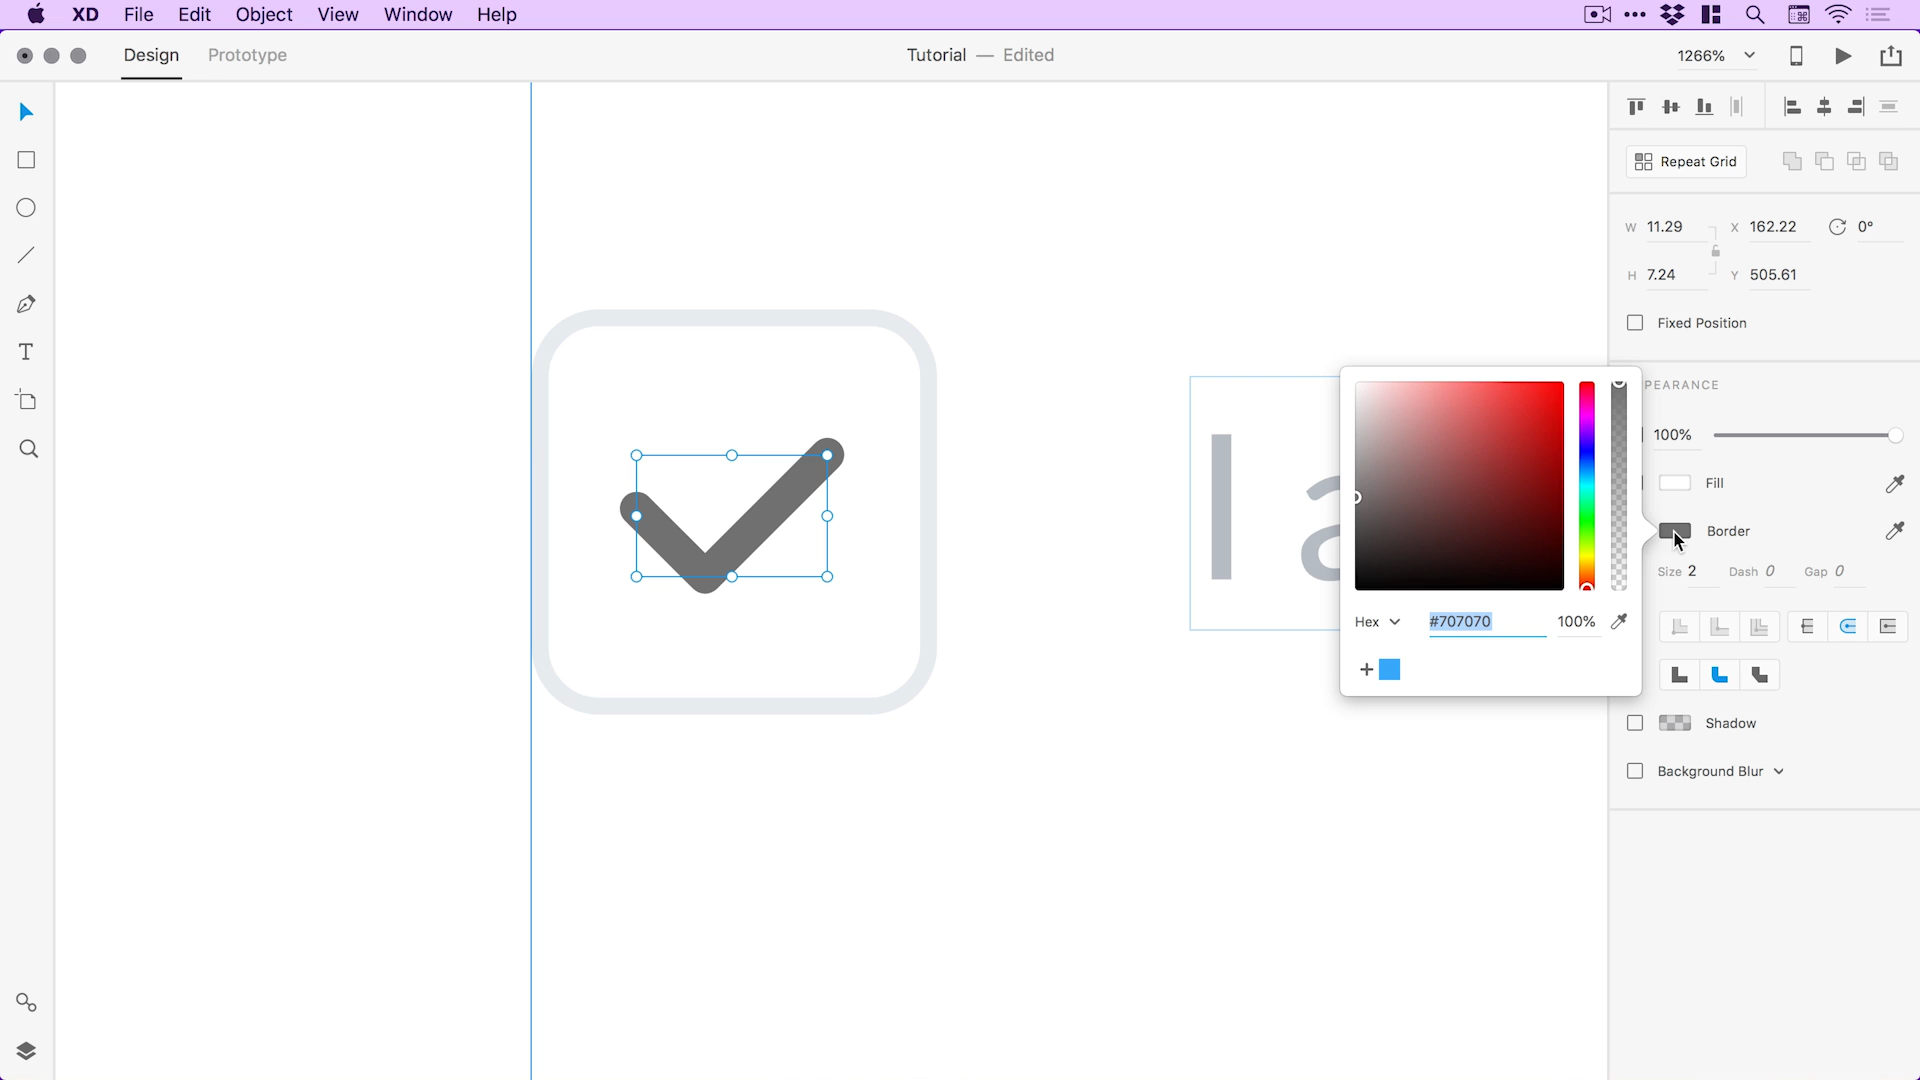 XD File Edit Object View Window Help
Design Prototype Tutorial — Edited 1266%
Repeat Grid
W 11.29 X 162.22 0°
H 7.24 Y 505.61
Fixed Position
PEARANCE
100%
Fill
Border
Size 2 Dash 0 Gap 0
I a
Hex #707070 100%
Shadow
Background Blur